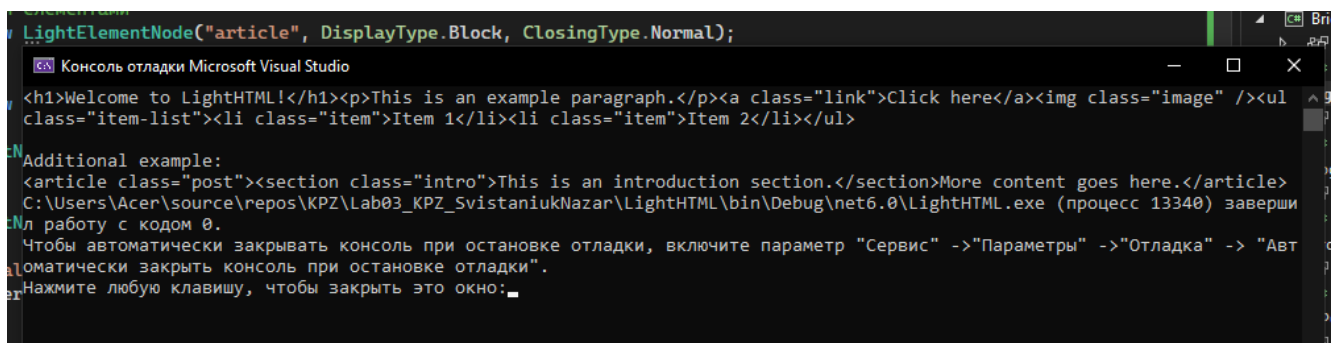 элементами
LightElementNode("article", DisplayType.Block, ClosingType.Normal);
Bri
Консоль отладки Microsoft Visual Studio
<h1>Welcome to LightHTML!</h1><p>This is an example paragraph.</p><a class="link">Click here</a><img class="image" /><ul
class="item-list"><li class="item">Item 1</li><li class="item">Item 2</li></ul>
Additional example:
<article class="post"><section class="intro">This is an introduction section.</section>More content goes here.</article>
C:\Users\Acer\source\repos\KPZ\Lab03_KPZ_SvistaniukNazar\LightHTML\bin\Debug\net6.0\LightHTML.exe (процесс 13340) заверши
л работу с кодом 0.
Чтобы автоматически закрывать консоль при остановке отладки, включите параметр "Сервис" ->"Параметры" ->"Отладка" -> "Авт
оматически закрыть консоль при остановке отладки".
Нажмите любую клавишу, чтобы закрыть это окно: